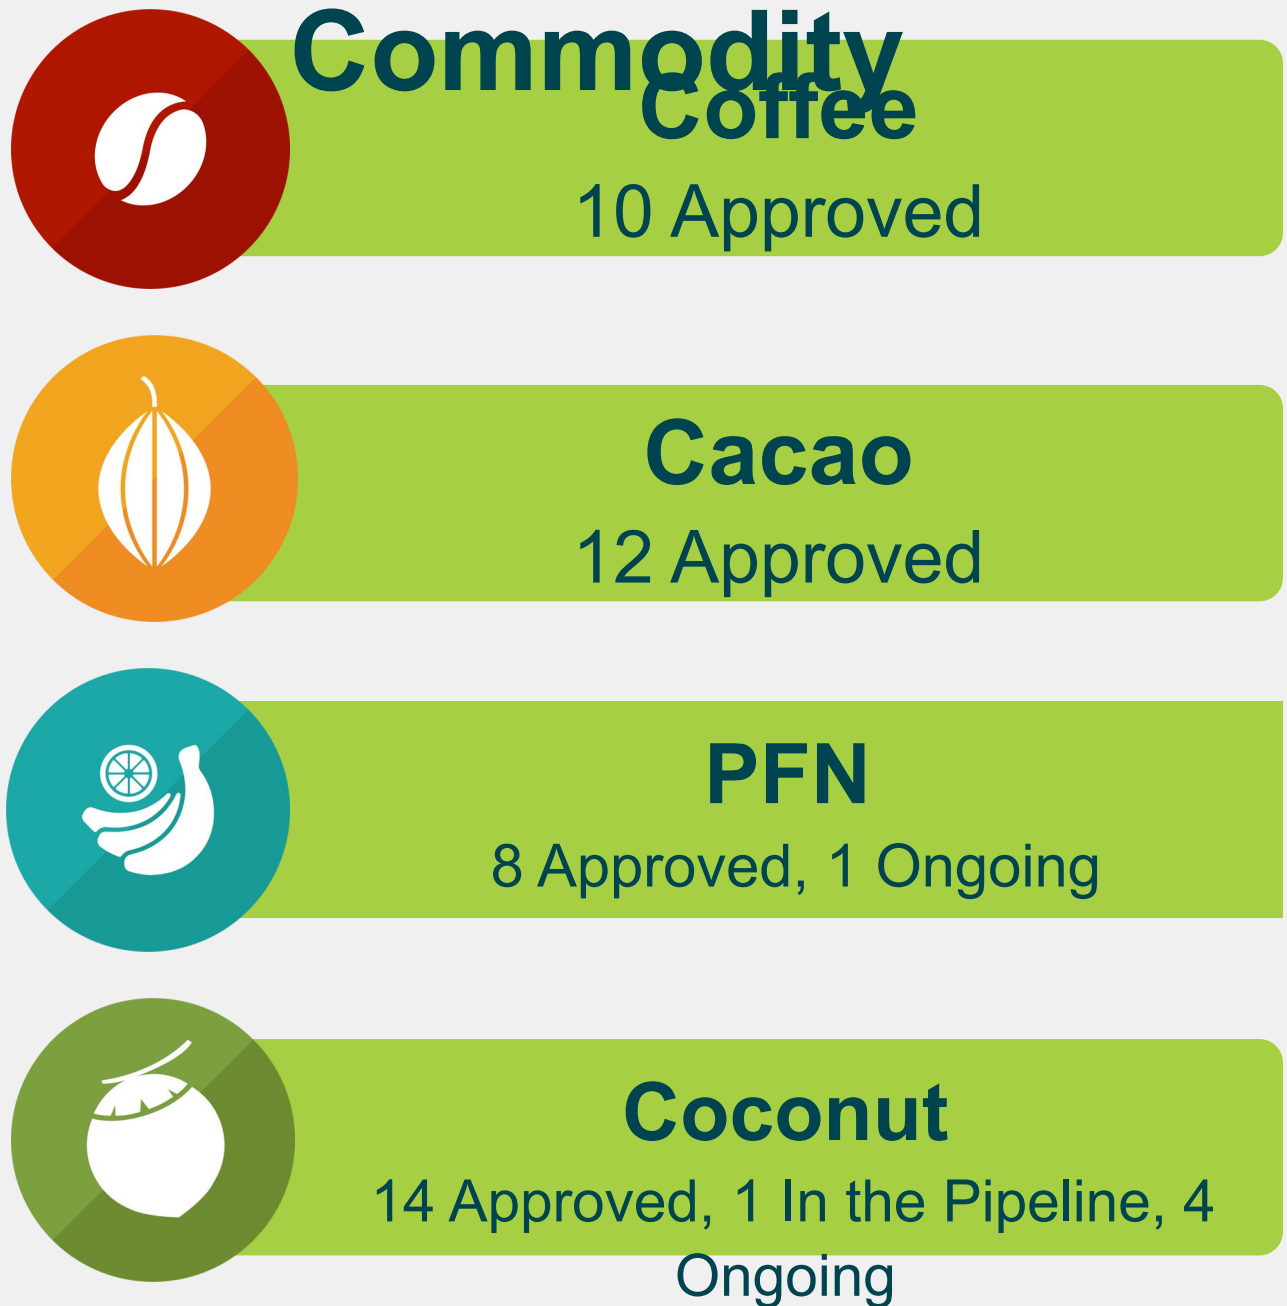 Commodity
Coffee
10 Approved
Cacao
12 Approved
PFN
8 Approved, 1 Ongoing
Coconut
14 Approved, 1 In the Pipeline, 4
Ongoing